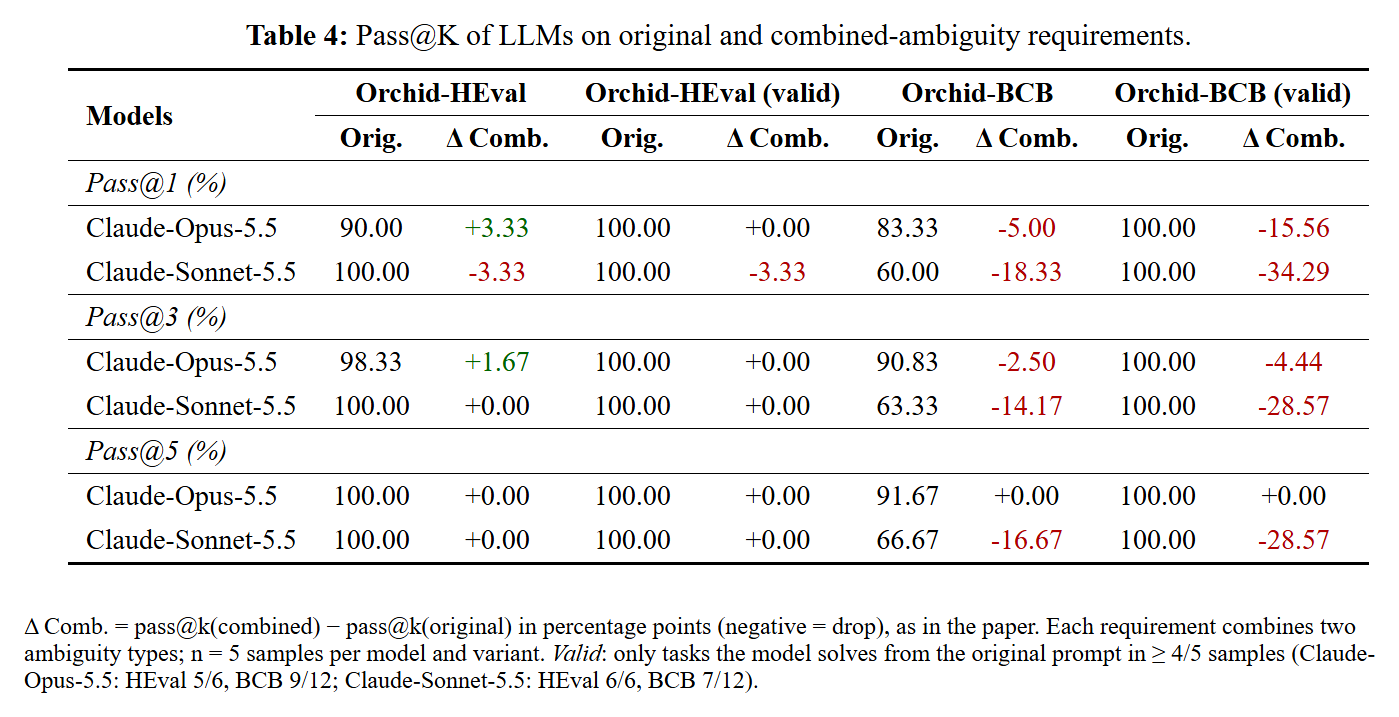 Table 4: Pass@K of LLMs on original and combined-ambiguity requirements.
Models Orchid-HEval Orchid-HEval (valid) Orchid-BCB Orchid-BCB (valid)
Orig. Δ Comb. Orig. Δ Comb. Orig. Δ Comb. Orig. Δ Comb.
Pass@1 (%)
Claude-Opus-5.5 90.00 +3.33 100.00 +0.00 83.33 -5.00 100.00 -15.56
Claude-Sonnet-5.5 100.00 -3.33 100.00 -3.33 60.00 -18.33 100.00 -34.29
Pass@3 (%)
Claude-Opus-5.5 98.33 +1.67 100.00 +0.00 90.83 -2.50 100.00 -4.44
Claude-Sonnet-5.5 100.00 +0.00 100.00 +0.00 63.33 -14.17 100.00 -28.57
Pass@5 (%)
Claude-Opus-5.5 100.00 +0.00 100.00 +0.00 91.67 +0.00 100.00 +0.00
Claude-Sonnet-5.5 100.00 +0.00 100.00 +0.00 66.67 -16.67 100.00 -28.57
Δ Comb. = pass@k(combined) − pass@k(original) in percentage points (negative = drop), as in the paper. Each requirement combines two
ambiguity types; n = 5 samples per model and variant. Valid: only tasks the model solves from the original prompt in ≥ 4/5 samples (Claude-
Opus-5.5: HEval 5/6, BCB 9/12; Claude-Sonnet-5.5: HEval 6/6, BCB 7/12).